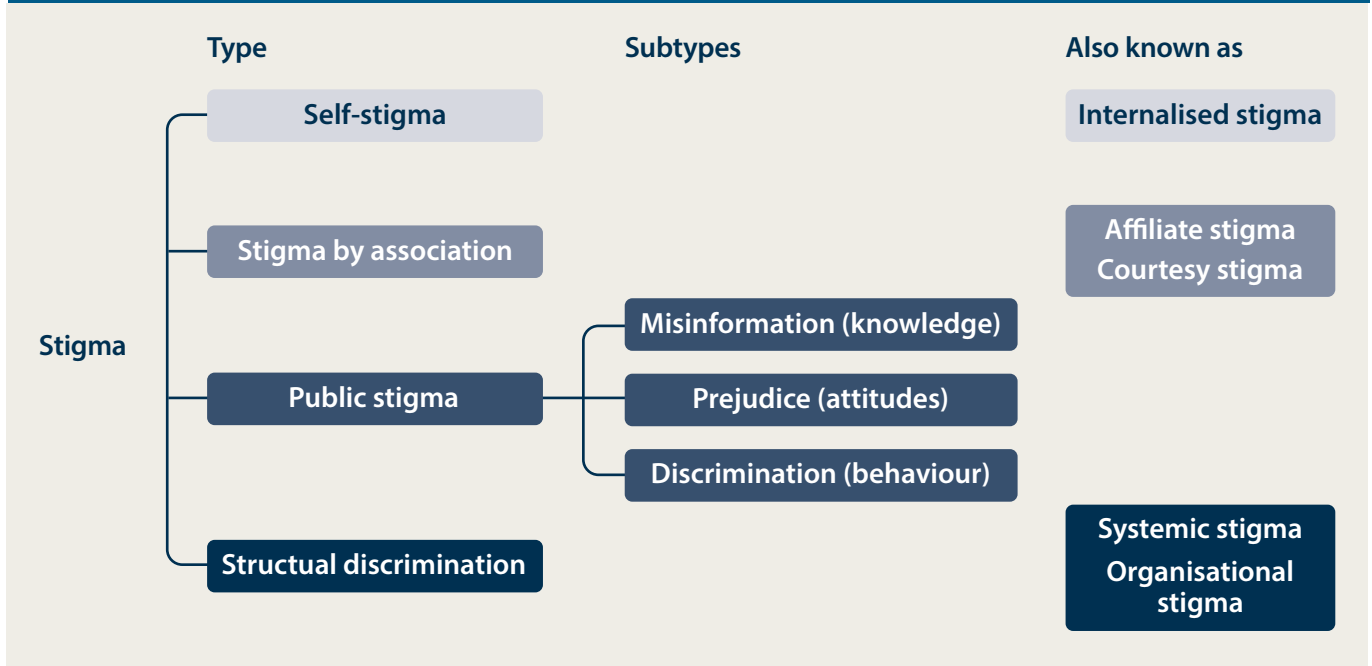 Type
Subtypes
Also known as
Self-stigma
Internalised stigma
Stigma by association
Affiliate stigma
Courtesy stigma
Stigma
Misinformation (knowledge)
Public stigma
Prejudice (attitudes)
Discrimination (behaviour)
Structual discrimination
Systemic stigma
Organisational
stigma